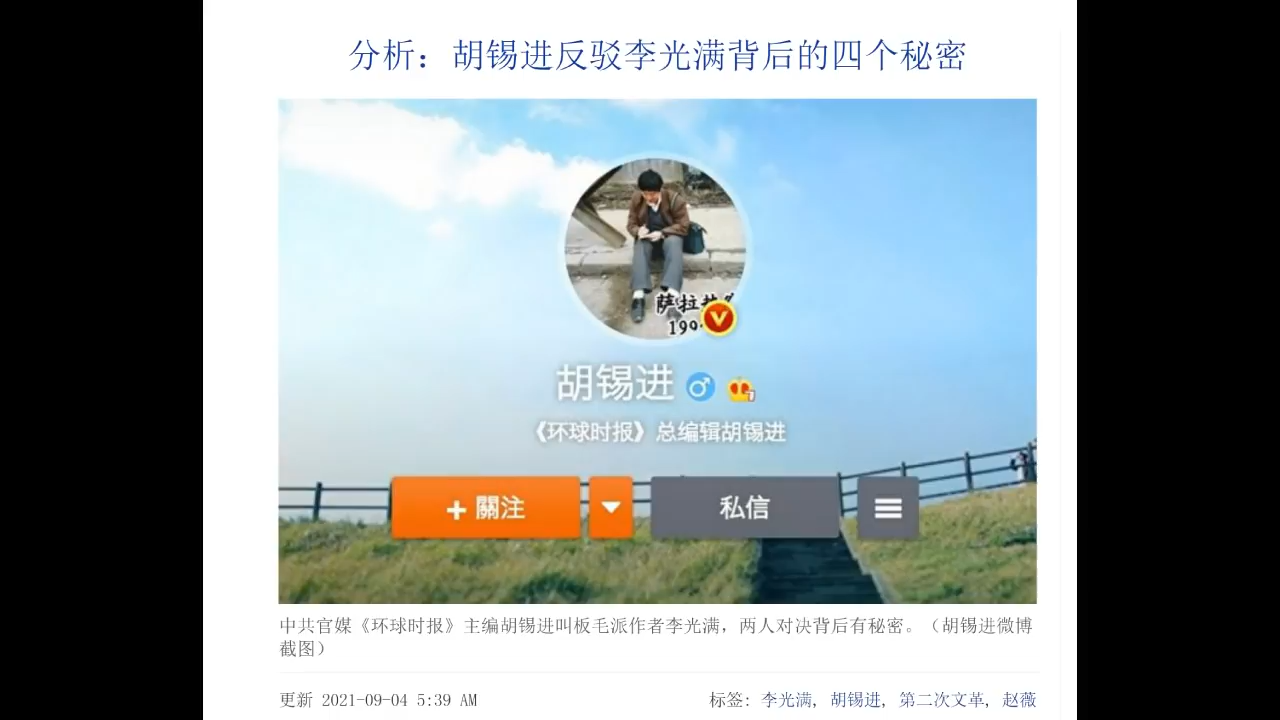 分析：胡锡进反驳李光满背后的四个秘密
萨拉
199
胡锡进
《环球时报》总编辑胡锡进
+ 關注
私信
中共官媒《环球时报》主编胡锡进叫板毛派作者李光满，两人对决背后有秘密。（胡锡进微博
截图）
更新 2021-09-04 5:39 AM
标签: 李光满, 胡锡进, 第二次文革, 赵薇